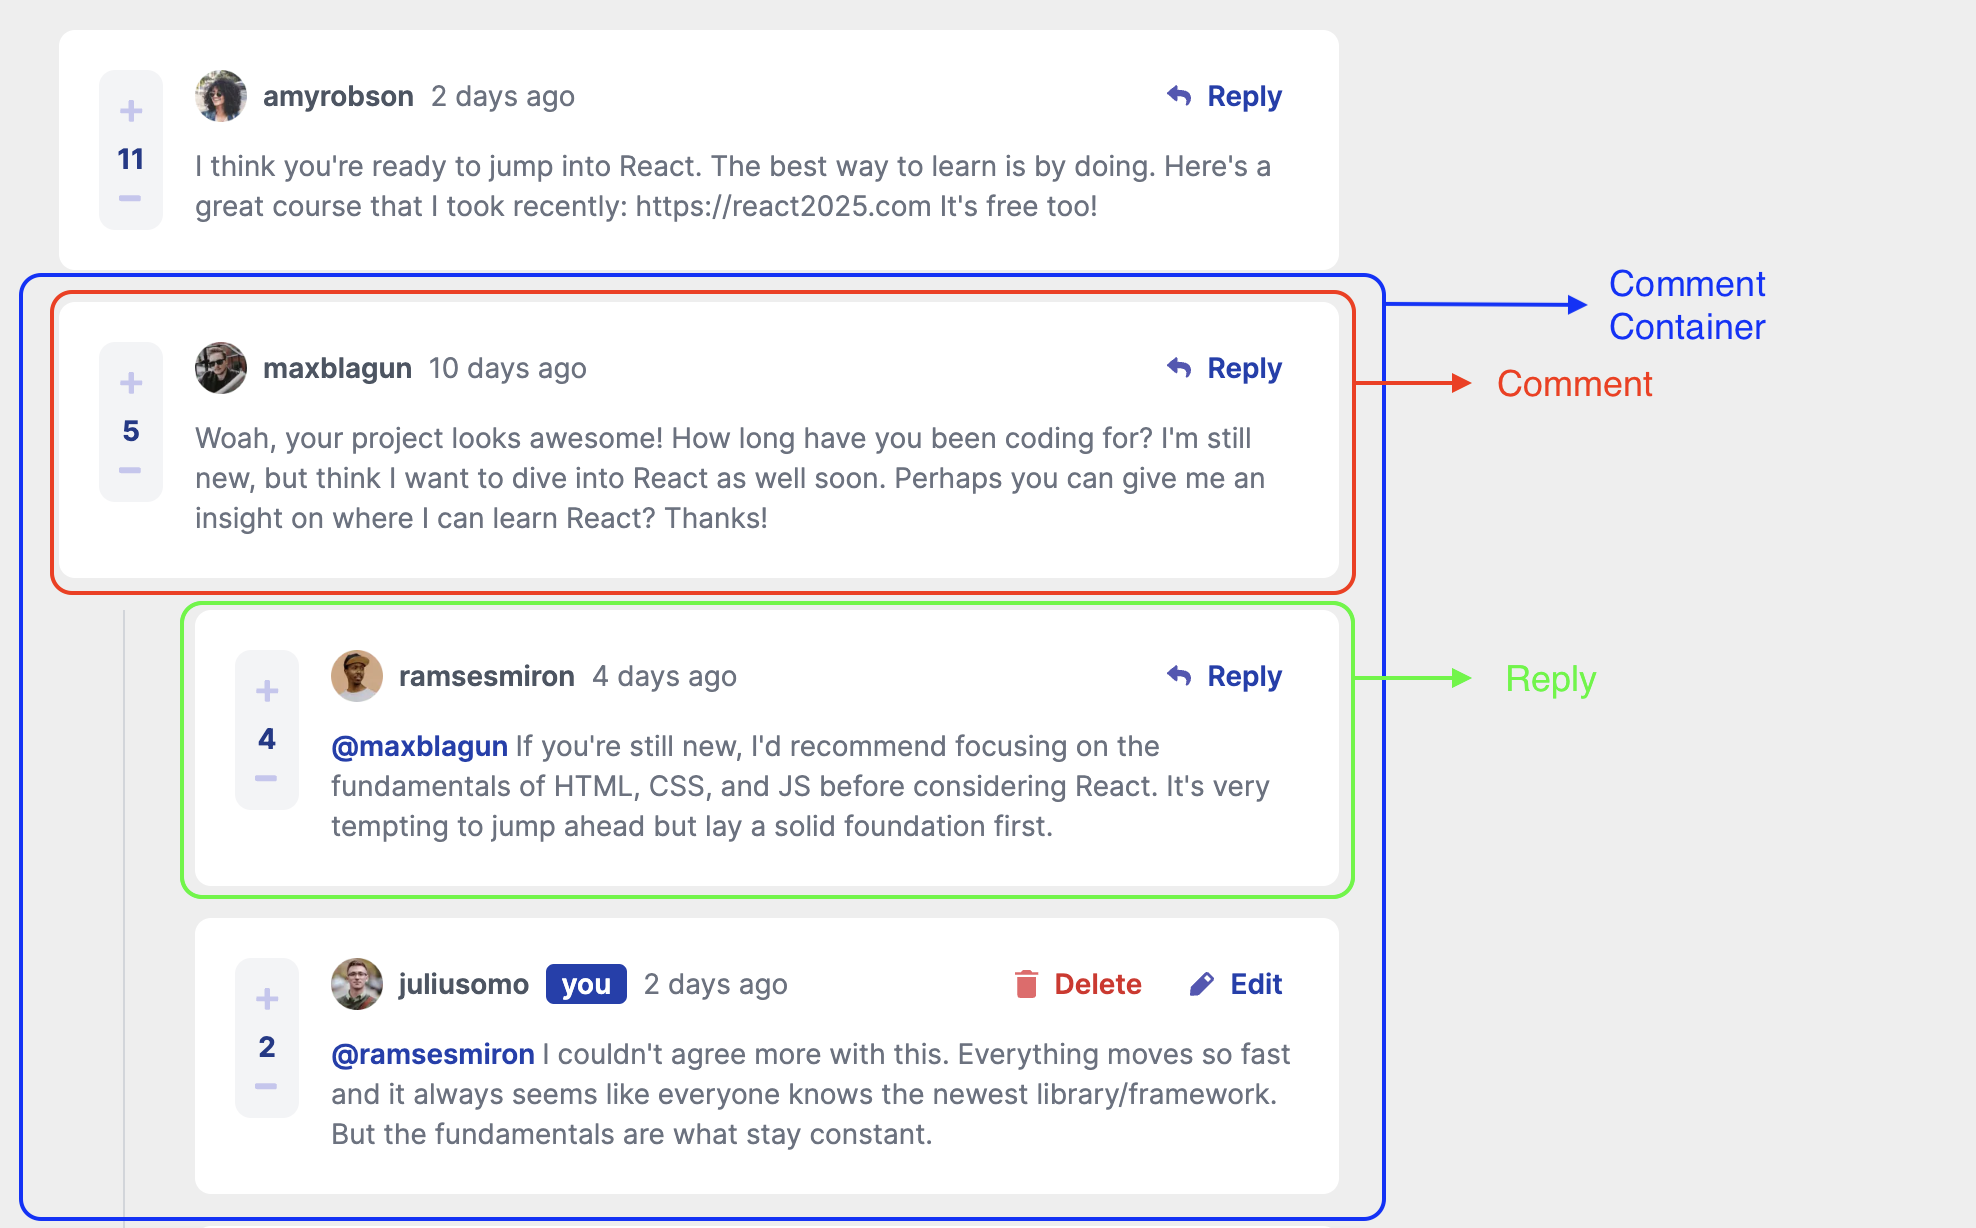 amyrobson 2 days ago Reply
+
11
−
I think you're ready to jump into React. The best way to learn is by doing. Here's a
great course that I took recently: https://react2025.com It's free too!
Comment
Container
maxblagun 10 days ago Reply
Comment
+
5
−
Woah, your project looks awesome! How long have you been coding for? I'm still
new, but think I want to dive into React as well soon. Perhaps you can give me an
insight on where I can learn React? Thanks!
ramsesmiron 4 days ago Reply
Reply
+
4
−
@maxblagun If you're still new, I'd recommend focusing on the
fundamentals of HTML, CSS, and JS before considering React. It's very
tempting to jump ahead but lay a solid foundation first.
juliusomo you 2 days ago Delete Edit
+
2
−
@ramsesmiron I couldn't agree more with this. Everything moves so fast
and it always seems like everyone knows the newest library/framework.
But the fundamentals are what stay constant.